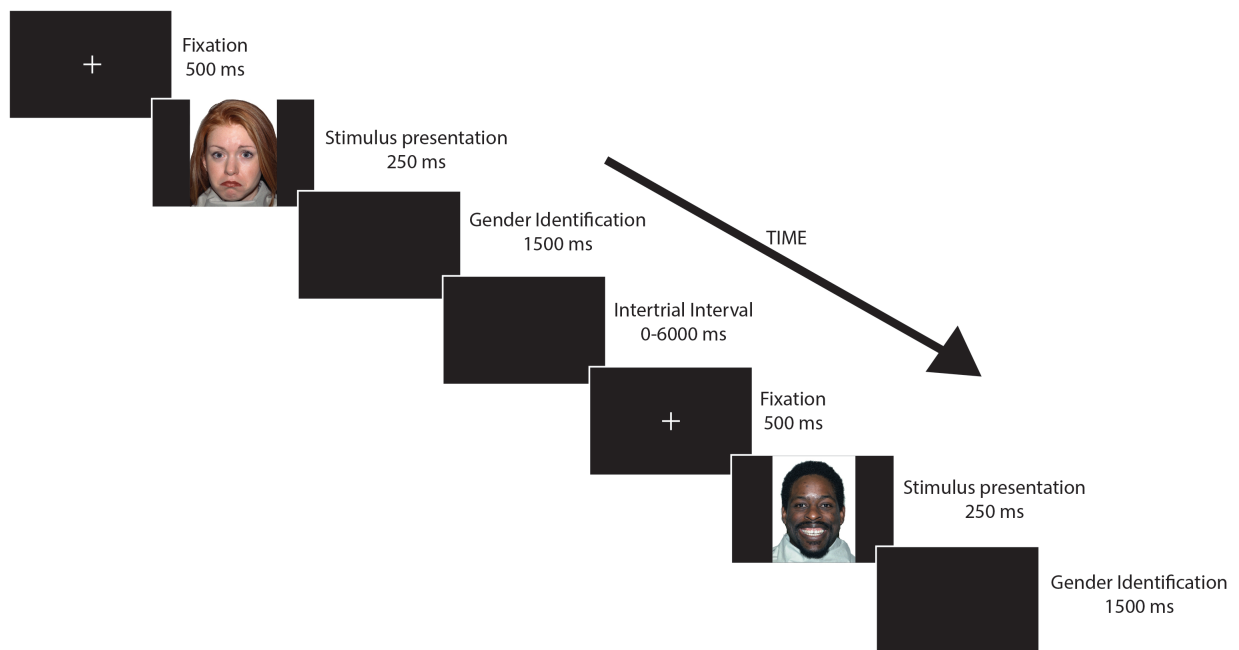 Fixation
500 ms
Stimulus presentation
250 ms
Gender Identification
1500 ms
TIME
Intertrial Interval
0-6000 ms
Fixation
500 ms
Stimulus presentation
250 ms
Gender Identification
1500 ms